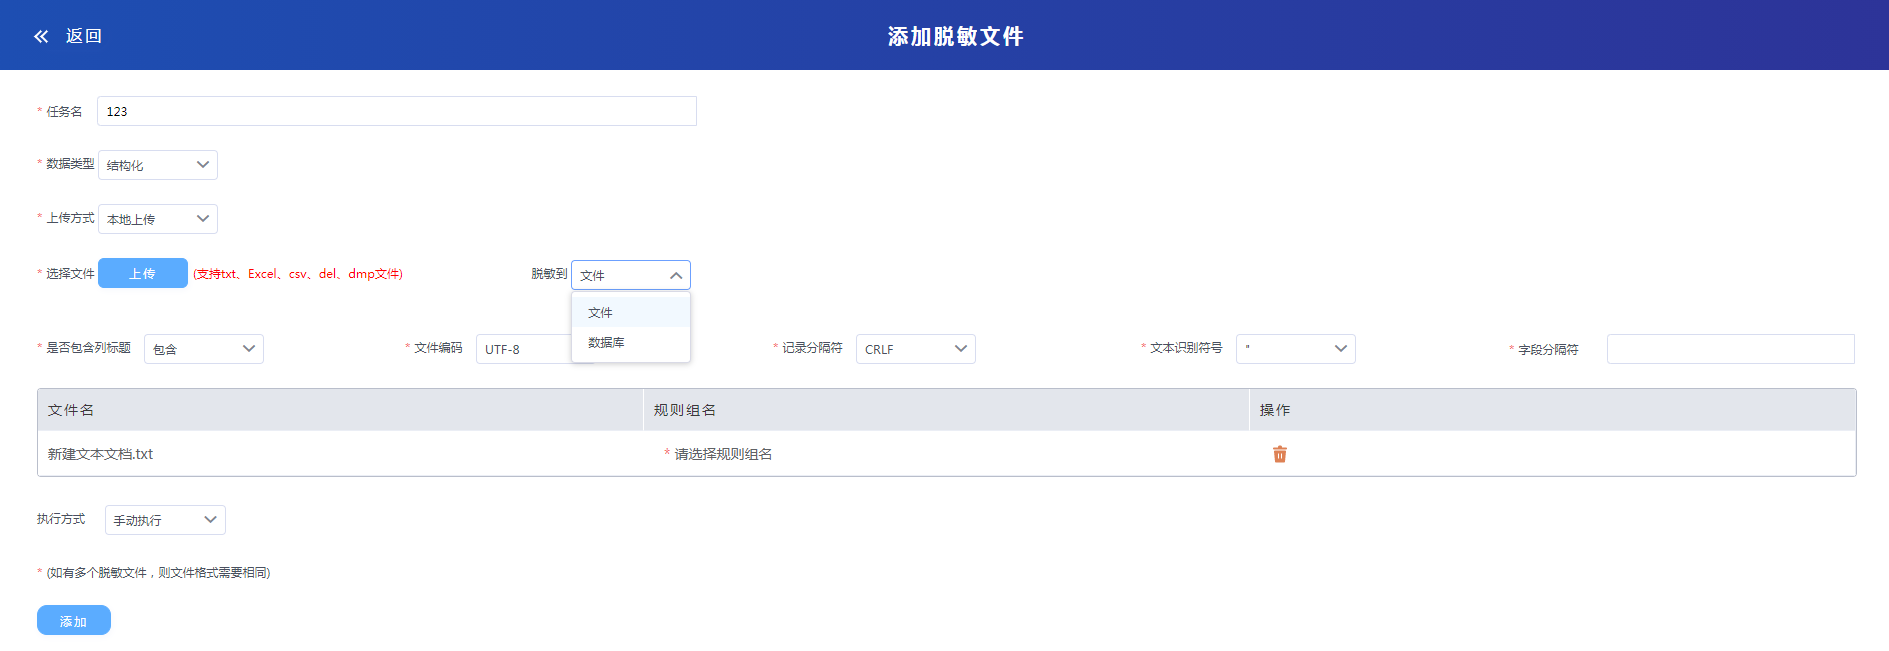 返回
添加脱敏文件
* 任务名 123
* 数据类型 结构化
* 上传方式 本地上传
* 选择文件 上传 (支持txt、Excel、csv、del、dmp文件) 脱敏到 文件
文件
数据库
* 是否包含列标题 包含 * 文件编码 UTF-8 * 记录分隔符 CRLF * 文本识别符号 " * 字段分隔符
文件名 规则组名 操作
新建文本文档.txt * 请选择规则组名
执行方式 手动执行
* (如有多个脱敏文件，则文件格式需要相同)
添加